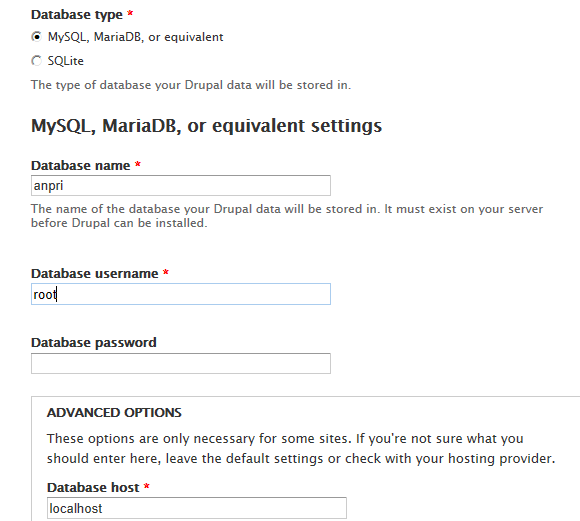 Database type *
MySQL, MariaDB, or equivalent
SQLite
The type of database your Drupal data will be stored in.
MySQL, MariaDB, or equivalent settings
Database name *
anpri
The name of the database your Drupal data will be stored in. It must exist on your server
before Drupal can be installed.
Database username *
root
Database password
ADVANCED OPTIONS
These options are only necessary for some sites. If you're not sure what you
should enter here, leave the default settings or check with your hosting provider.
Database host *
localhost